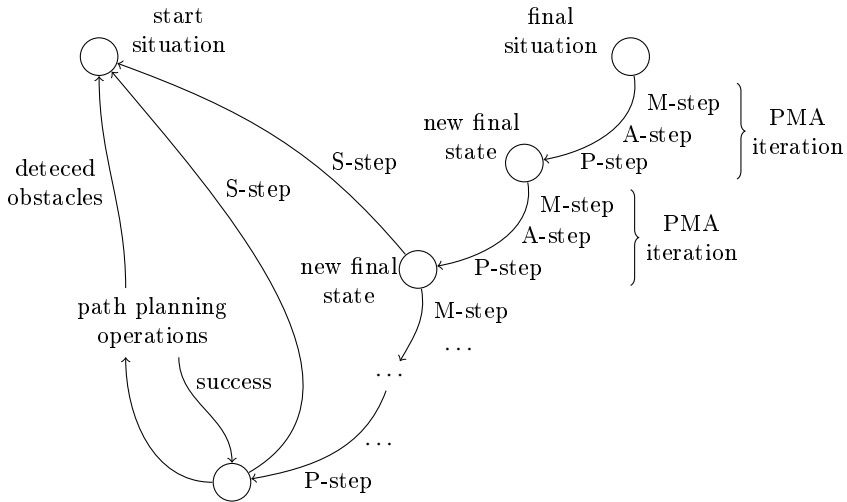 start
situation
final
situation
M-step
A-step
P-step
PMA
iteration
new final
state
M-step
A-step
P-step
PMA
iteration
S-step
S-step
deteced
obstacles
new final
state
M-step
...
path planning
operations
success
...
...
P-step